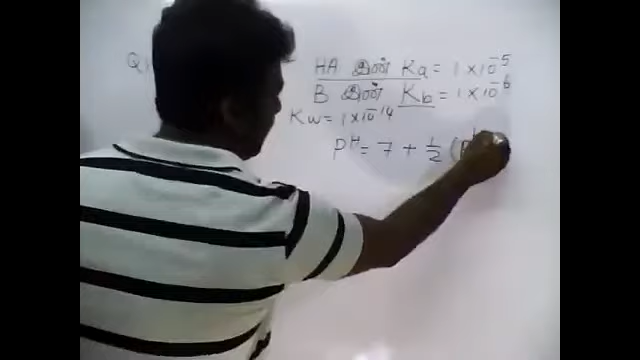 Q1
HA இன் Ka = 1 × 10⁻⁵
B இன் Kb = 1 × 10⁻⁶
Kw = 1 × 10⁻¹⁴
pH = 7 + 1/2 (p